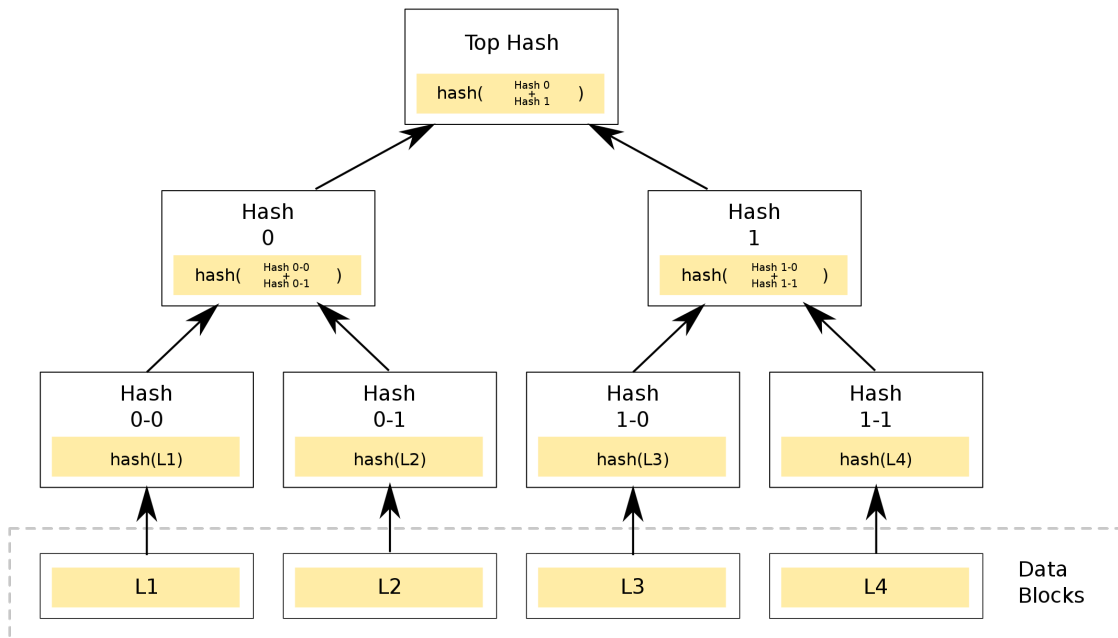 Top Hash
hash( Hash 0 + Hash 1 )
Hash
0
hash( Hash 0-0 + Hash 0-1 )
Hash
1
hash( Hash 1-0 + Hash 1-1 )
Hash
0-0
hash(L1)
Hash
0-1
hash(L2)
Hash
1-0
hash(L3)
Hash
1-1
hash(L4)
L1
L2
L3
L4
Data
Blocks